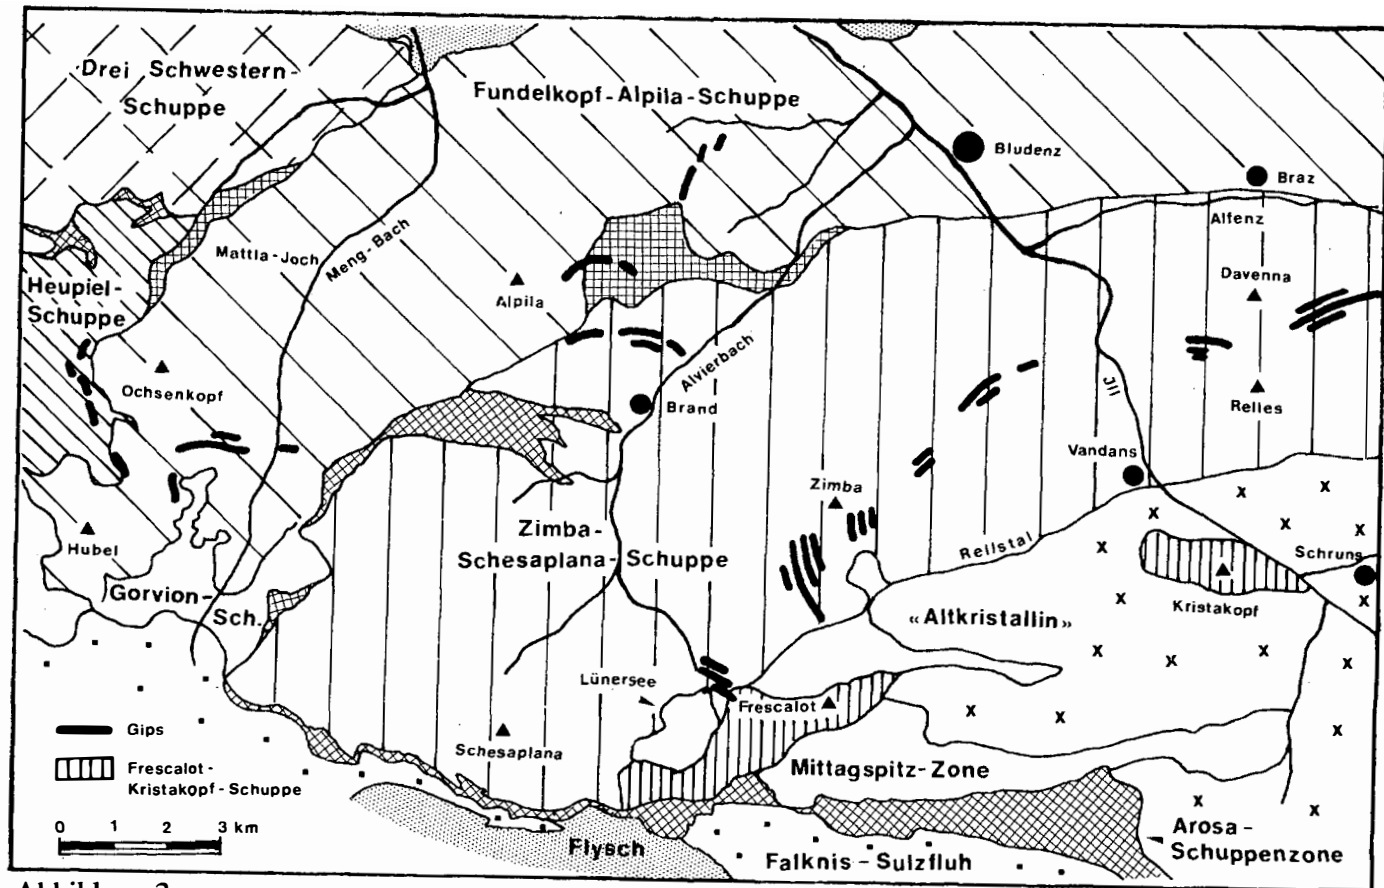 Drei Schwestern-
Schuppe
Fundelkopf-Alpila-Schuppe
Bludenz
Braz
Alfenz
Mattla-Joch
Meng-Bach
Davenna
Heupiel-
Schuppe
Alpila
Alvierbach
Ill
Ochsenkopf
Brand
Relles
Vandans
Zimba
Hubel
Zimba-
Schesaplana-Schuppe
Rellstal
Schruns
Gorvion-
Sch.
Kristakopf
«Altkristallin»
Lünersee
Frescalot
Gips
Schesaplana
Frescalot-
Kristakopf-Schuppe
Mittagspitz-Zone
0 1 2 3 km
Flysch
Falknis-Sulzfluh
Arosa-
Schuppenzone